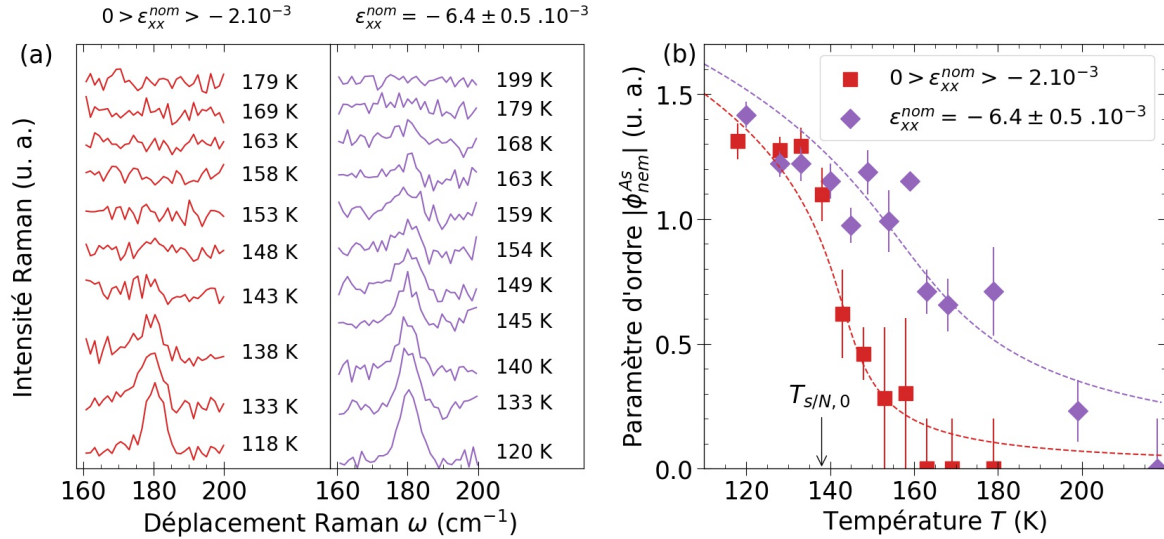 0 > ε_xx^nom > −2.10⁻³
ε_xx^nom = −6.4 ± 0.5 .10⁻³
(a)
Intensité Raman (u. a.)
179 K
169 K
163 K
158 K
153 K
148 K
143 K
138 K
133 K
118 K
199 K
179 K
168 K
163 K
159 K
154 K
149 K
145 K
140 K
133 K
120 K
160 180 200 160 180 200
Déplacement Raman ω (cm⁻¹)
(b)
Paramètre d'ordre |ϕ_nem^As| (u. a.)
1.5
1.0
0.5
0.0
0 > ε_xx^nom > −2.10⁻³
ε_xx^nom = −6.4 ± 0.5 .10⁻³
T_s/N, 0
120 140 160 180 200
Température T (K)